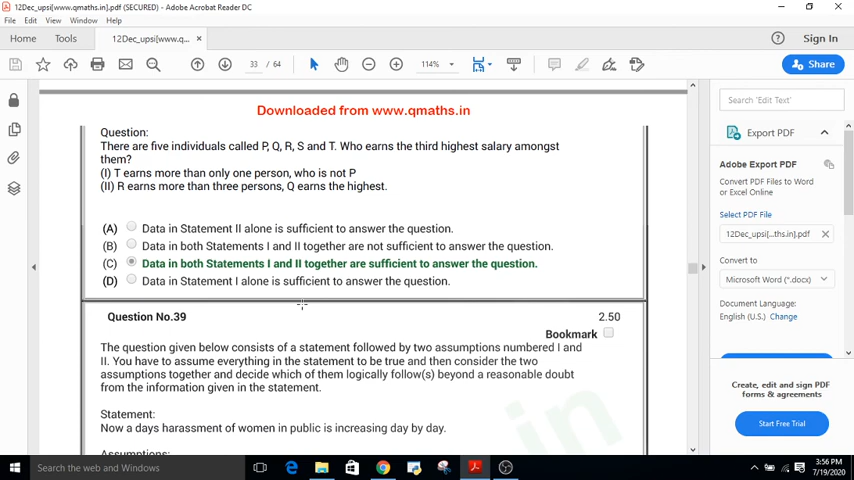 12Dec_upsi[www.qmaths.in].pdf (SECURED) - Adobe Acrobat Reader DC
File Edit View Window Help
Home Tools 12Dec_upsi[www.q... × Sign In
33 / 64 114% Share
Downloaded from www.qmaths.in
Question:
There are five individuals called P, Q, R, S and T. Who earns the third highest salary amongst
them?
(I) T earns more than only one person, who is not P
(II) R earns more than three persons, Q earns the highest.
(A) Data in Statement II alone is sufficient to answer the question.
(B) Data in both Statements I and II together are not sufficient to answer the question.
(C) Data in both Statements I and II together are sufficient to answer the question.
(D) Data in Statement I alone is sufficient to answer the question.
Question No.39 2.50
Bookmark
The question given below consists of a statement followed by two assumptions numbered I and
II. You have to assume everything in the statement to be true and then consider the two
assumptions together and decide which of them logically follow(s) beyond a reasonable doubt
from the information given in the statement.
Statement:
Now a days harassment of women in public is increasing day by day.
Assumptions:
Search 'Edit Text'
Export PDF
Adobe Export PDF
Convert PDF Files to Word
or Excel Online
Select PDF File
12Dec_upsi[...ths.in].pdf
Convert to
Microsoft Word (*.docx)
Document Language:
English (U.S.) Change
Create, edit and sign PDF
forms & agreements
Start Free Trial
Search the web and Windows
3:56 PM
7/19/2020